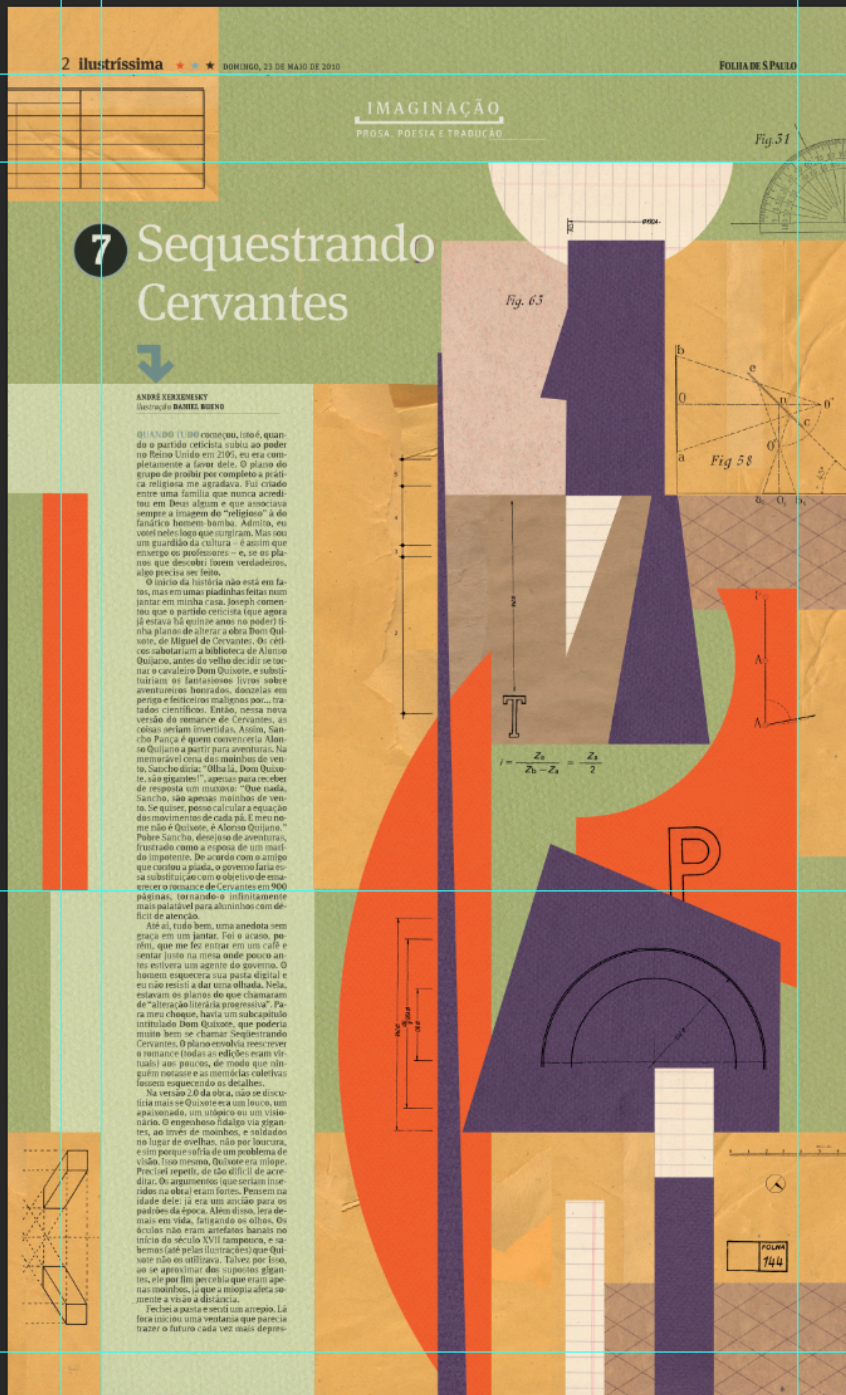 2 ilustríssima ★ ★ ★ DOMINGO, 23 DE MAIO DE 2010
FOLHA DE S.PAULO
IMAGINAÇÃO
PROSA, POESIA E TRADUÇÃO
Fig.31
7 Sequestrando
Cervantes
ANDRÉ XERXENESKY
ilustração DANIEL BUENO
QUANDO TUDO começou, isto é, quan-
do o partido ceticista subiu ao poder
no Reino Unido em 2105, eu era com-
pletamente a favor dele. O plano do
grupo de proibir por completo a práti-
ca religiosa me agradava. Fui criado
entre uma família que nunca acredi-
tou em Deus algum e que associava
sempre a imagem do “religioso” à do
fanático homem-bomba. Admito, eu
votei neles logo que surgiram. Mas sou
um guardião da cultura – é assim que
enxergo os professores – e, se os pla-
nos que descobri forem verdadeiros,
algo precisa ser feito.
O início da história não está em fa-
tos, mas em umas piadinhas feitas num
jantar em minha casa. Joseph comen-
tou que o partido ceticista (que agora
já estava há quinze anos no poder) ti-
nha planos de alterar a obra Dom Qui-
xote, de Miguel de Cervantes. Os céti-
cos sabotariam a biblioteca de Alonso
Quijano, antes do velho decidir se tor-
nar o cavaleiro Dom Quixote, e substi-
tuiriam os fantasiosos livros sobre
aventureiros honrados, donzelas em
perigo e feiticeiros malignos por... tra-
tados científicos. Então, nessa nova
versão do romance de Cervantes, as
coisas seriam invertidas. Assim, San-
cho Pança é quem convenceria Alon-
so Quijano a partir para aventuras. Na
memorável cena dos moinhos de ven-
to, Sancho diria: “Olha lá, Dom Quixo-
te, são gigantes!”, apenas para receber
de resposta um muxoxo: “Que nada,
Sancho, são apenas moinhos de ven-
to. Se quiser, posso calcular a equação
dos movimentos de cada pá. E meu no-
me não é Quixote, é Alonso Quijano.”
Pobre Sancho, desejoso de aventuras,
frustrado como a esposa de um mari-
do impotente. De acordo com o amigo
que contou a piada, o governo faria es-
sa substituição com o objetivo de ema-
grecer o romance de Cervantes em 900
páginas, tornando-o infinitamente
mais palatável para aluninhos com dé-
ficit de atenção.
Até aí, tudo bem, uma anedota sem
graça em um jantar. Foi o acaso, po-
rém, que me fez entrar em um café e
sentar justo na mesa onde pouco an-
tes estivera um agente do governo. O
homem esquecera sua pasta digital e
eu não resisti a dar uma olhada. Nela,
estavam os planos do que chamaram
de “alteração literária progressiva”. Pa-
ra meu choque, havia um subcapítulo
intitulado Dom Quixote, que poderia
muito bem se chamar Seqüestrando
Cervantes. O plano envolvia reescrever
o romance (todas as edições eram vir-
tuais) aos poucos, de modo que nin-
guém notasse e as memórias coletivas
fossem esquecendo os detalhes.
Na versão 2.0 da obra, não se discu-
tiria mais se Quixote era um louco, um
apaixonado, um utópico ou um visio-
nário. O engenhoso fidalgo via gigan-
tes, ao invés de moinhos, e soldados
no lugar de ovelhas, não por loucura,
e sim porque sofria de um problema de
visão. Isso mesmo, Quixote era míope.
Precisei repetir, de tão difícil de acre-
ditar. Os argumentos (que seriam inse-
ridos na obra) eram fortes. Pensem na
idade dele: já era um ancião para os
padrões da época. Além disso, lera de-
mais em vida, fatigando os olhos. Os
óculos não eram artefatos banais no
início do século XVII tampouco, e sa-
bemos (até pelas ilustrações) que Qui-
xote não os utilizava. Talvez por isso,
ao se aproximar dos supostos gigan-
tes, ele por fim percebia que eram ape-
nas moinhos, já que a miopia afeta so-
mente a visão à distância.
Fechei a pasta e senti um arrepio. Lá
fora iniciou uma ventania que parecia
trazer o futuro cada vez mais depres-
Fig. 63
b
e
0
n
0"
c
0'
a
Fig 58
T
i = Zb / (Zb − Za) = Za / 2
P
A
FOLHA
144